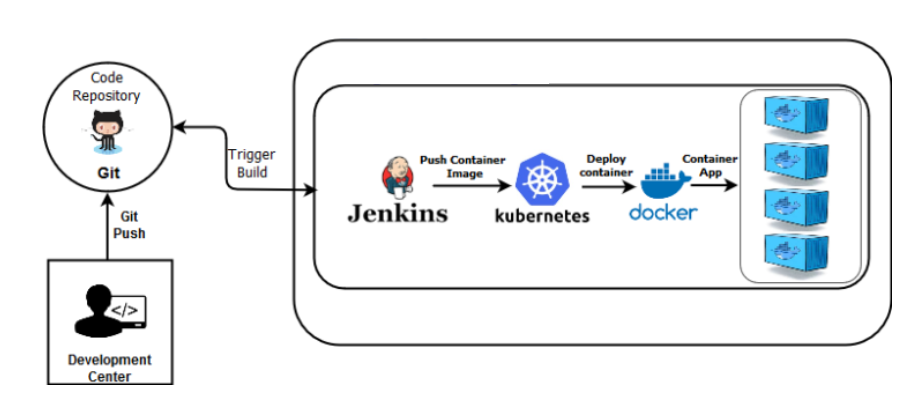 Code
Repository
Git
Git
Push
</>
Development
Center
Trigger
Build
Jenkins
Push Container
Image
kubernetes
Deploy
container
docker
Container
App